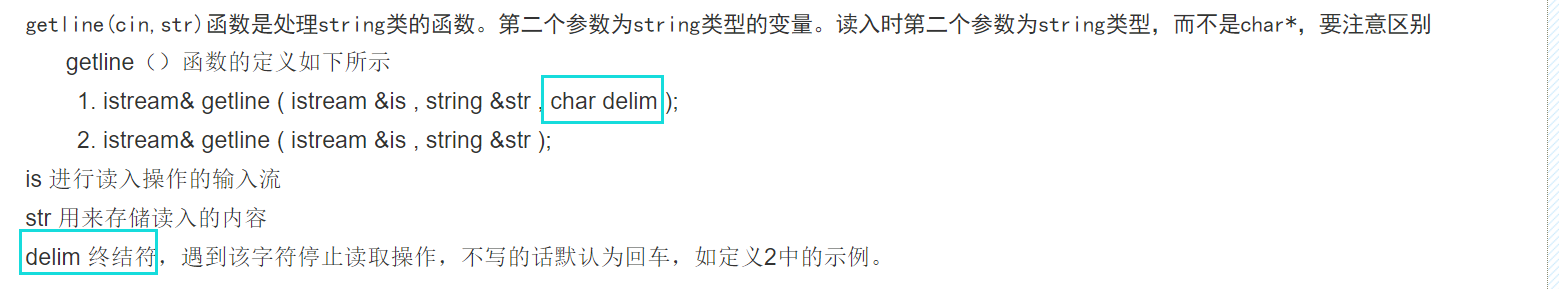 getline(cin,str)函数是处理string类的函数。第二个参数为string类型的变量。读入时第二个参数为string类型，而不是char*，要注意区别
getline（）函数的定义如下所示
1. istream& getline ( istream &is , string &str , char delim );
2. istream& getline ( istream &is , string &str );
is 进行读入操作的输入流
str 用来存储读入的内容
delim 终结符，遇到该字符停止读取操作，不写的话默认为回车，如定义2中的示例。